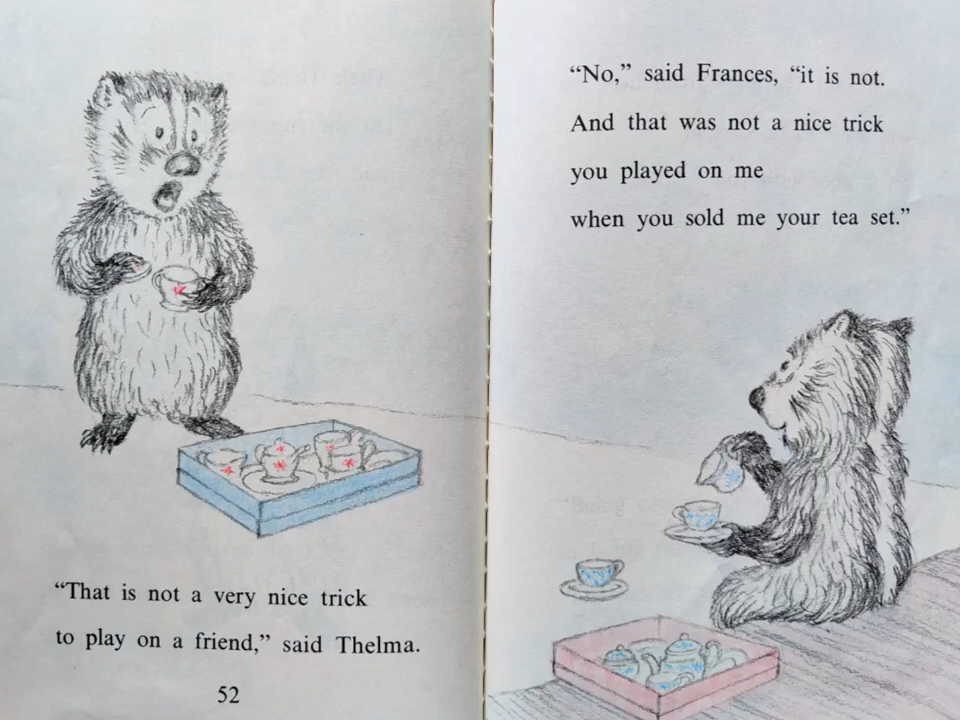 “That is not a very nice trick
to play on a friend,” said Thelma.
52
“No,” said Frances, “it is not.
And that was not a nice trick
you played on me
when you sold me your tea set.”